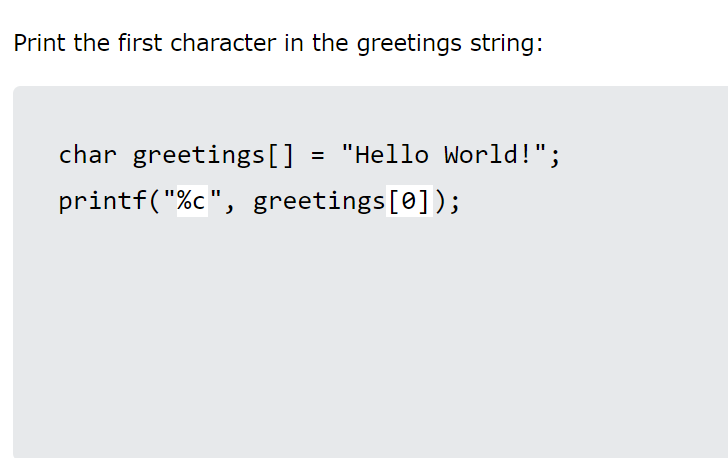 Print the first character in the greetings string:
char greetings[] = "Hello World!";
printf("%c", greetings[0]);